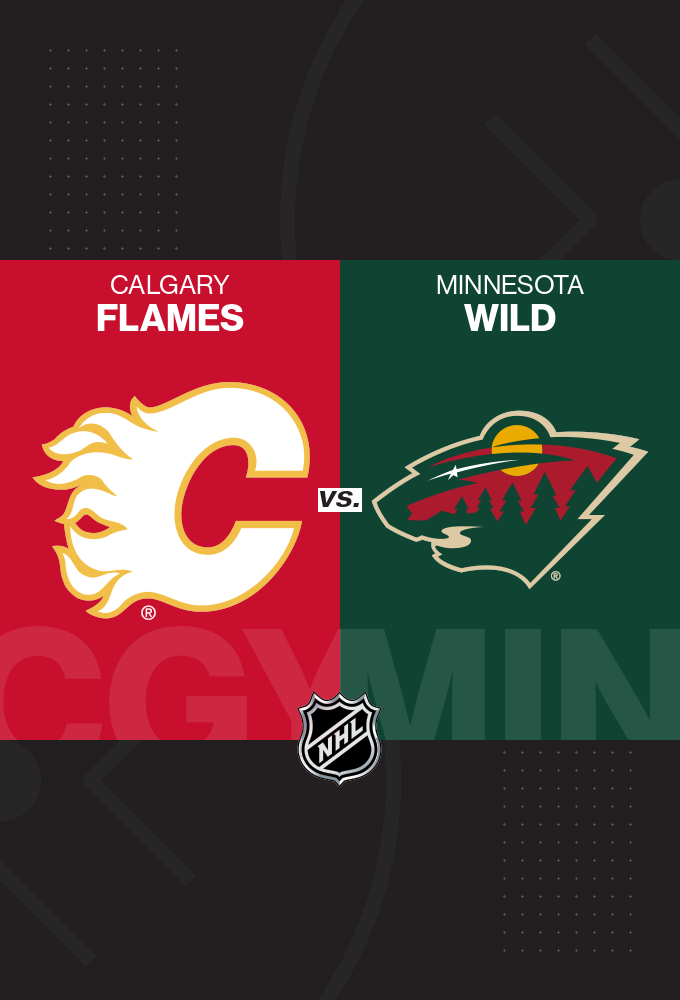 CALGARY
FLAMES
MINNESOTA
WILD
vs.
®
®
CGY
MIN
NHL